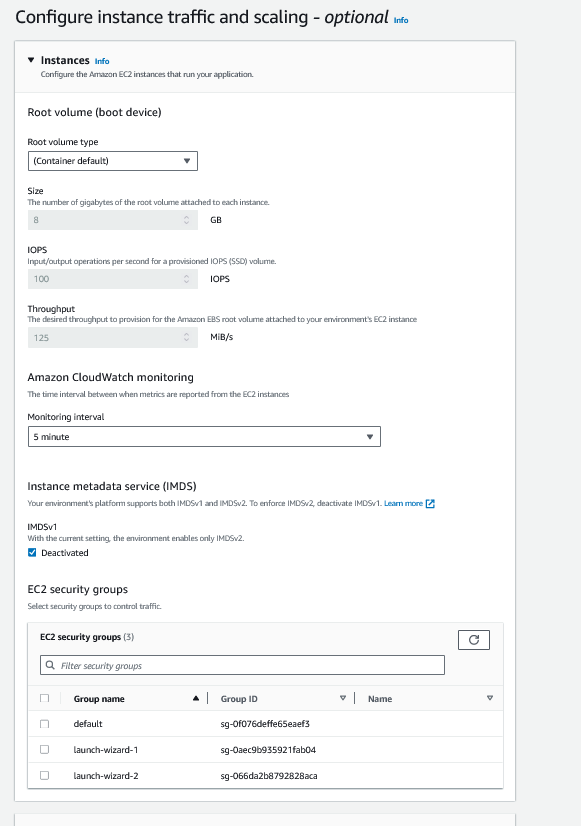 Configure instance traffic and scaling - optional Info
Instances Info
Configure the Amazon EC2 instances that run your application.
Root volume (boot device)
Root volume type
(Container default)
Size
The number of gigabytes of the root volume attached to each instance.
8 GB
IOPS
Input/output operations per second for a provisioned IOPS (SSD) volume.
100 IOPS
Throughput
The desired throughput to provision for the Amazon EBS root volume attached to your environment's EC2 instance
125 MiB/s
Amazon CloudWatch monitoring
The time interval between when metrics are reported from the EC2 instances
Monitoring interval
5 minute
Instance metadata service (IMDS)
Your environment's platform supports both IMDSv1 and IMDSv2. To enforce IMDSv2, deactivate IMDSv1. Learn more
IMDSv1
With the current setting, the environment enables only IMDSv2.
Deactivated
EC2 security groups
Select security groups to control traffic.
EC2 security groups (3)
Filter security groups
Group name Group ID Name
default sg-0f076deffe65eaef3
launch-wizard-1 sg-0aec9b935921fab04
launch-wizard-2 sg-066da2b8792828aca